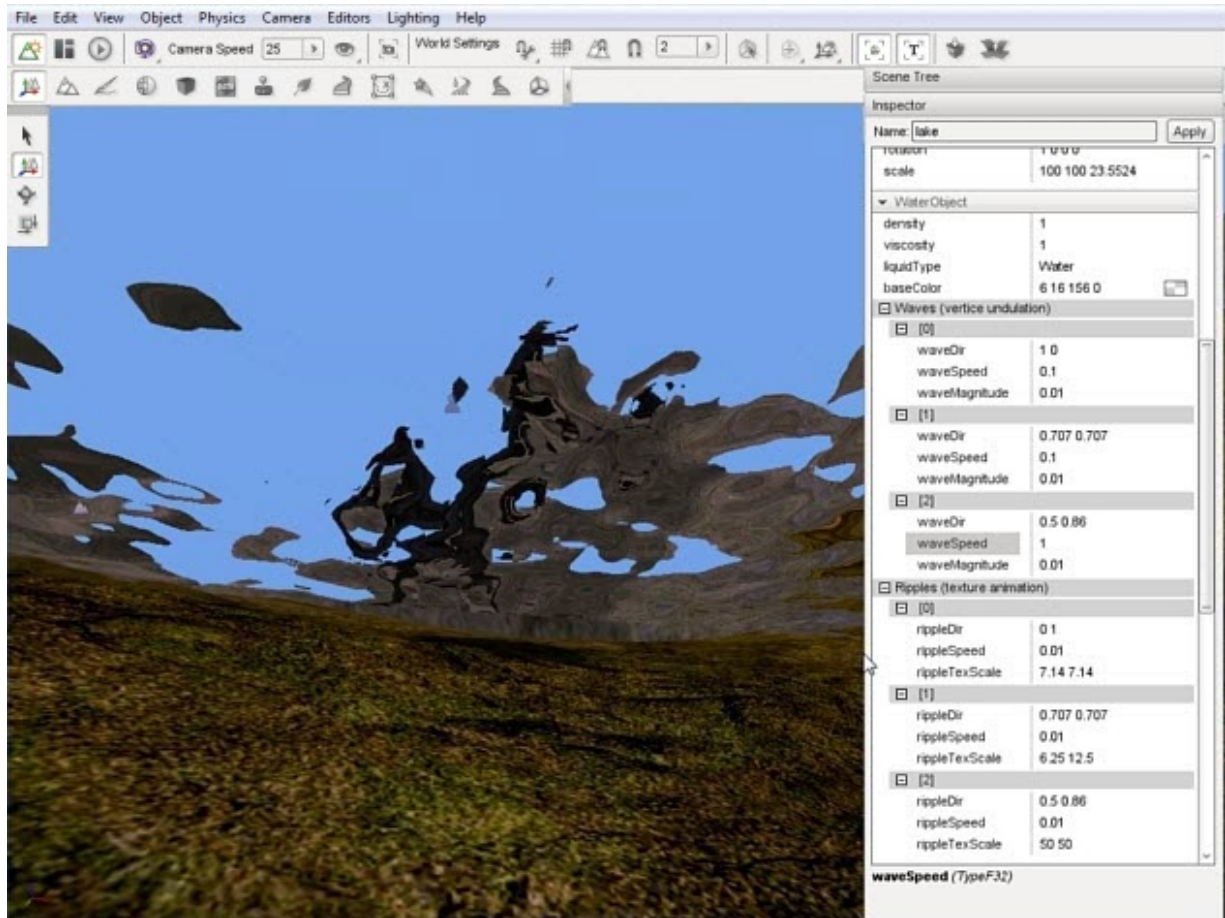 File Edit View Object Physics Camera Editors Lighting Help
Camera Speed 25 World Settings 2
T
Scene Tree
Inspector
Name: lake Apply
rotation 1 0 0 0
scale 100 100 23.5524
WaterObject
density 1
viscosity 1
liquidType Water
baseColor 6 16 156 0
Waves (vertice undulation)
[0]
waveDir 1 0
waveSpeed 0.1
waveMagnitude 0.01
[1]
waveDir 0.707 0.707
waveSpeed 0.1
waveMagnitude 0.01
[2]
waveDir 0.5 0.86
waveSpeed 1
waveMagnitude 0.01
Ripples (texture animation)
[0]
rippleDir 0 1
rippleSpeed 0.01
rippleTexScale 7.14 7.14
[1]
rippleDir 0.707 0.707
rippleSpeed 0.01
rippleTexScale 6.25 12.5
[2]
rippleDir 0.5 0.86
rippleSpeed 0.01
rippleTexScale 50 50
waveSpeed (TypeF32)